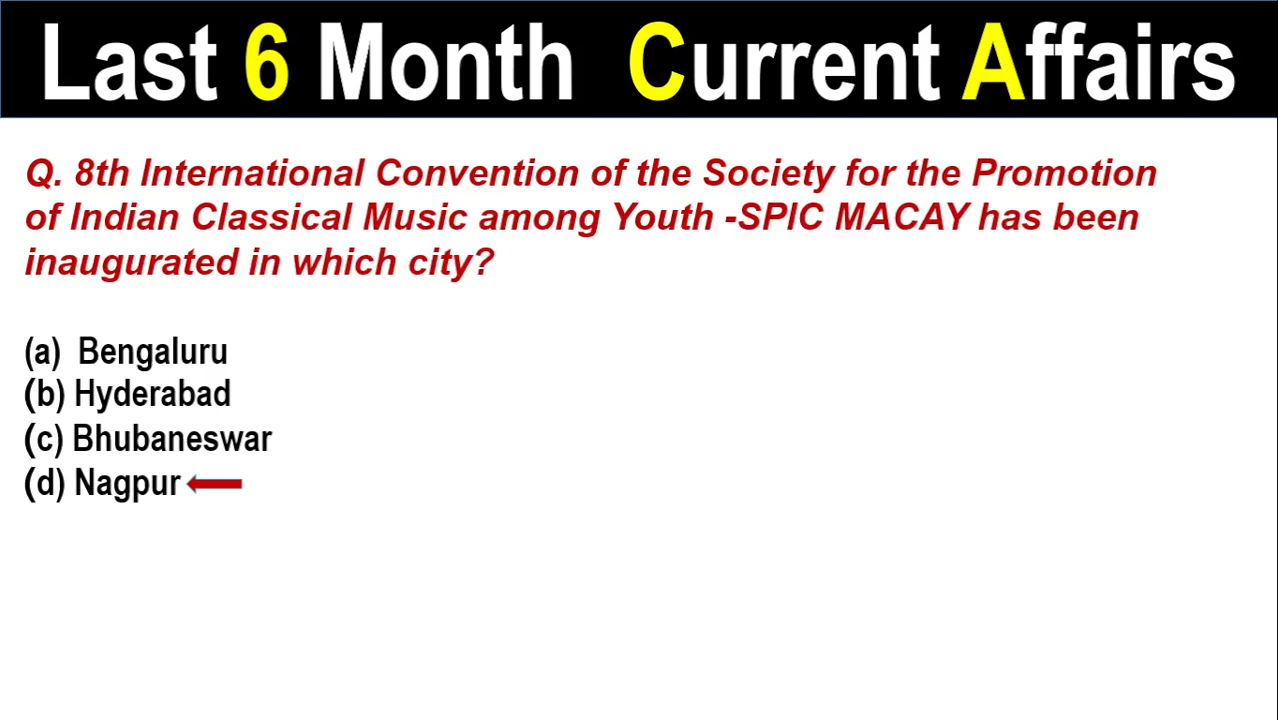 Last 6 Month Current Affairs
Q. 8th International Convention of the Society for the Promotion
of Indian Classical Music among Youth -SPIC MACAY has been
inaugurated in which city?
(a) Bengaluru
(b) Hyderabad
(c) Bhubaneswar
(d) Nagpur